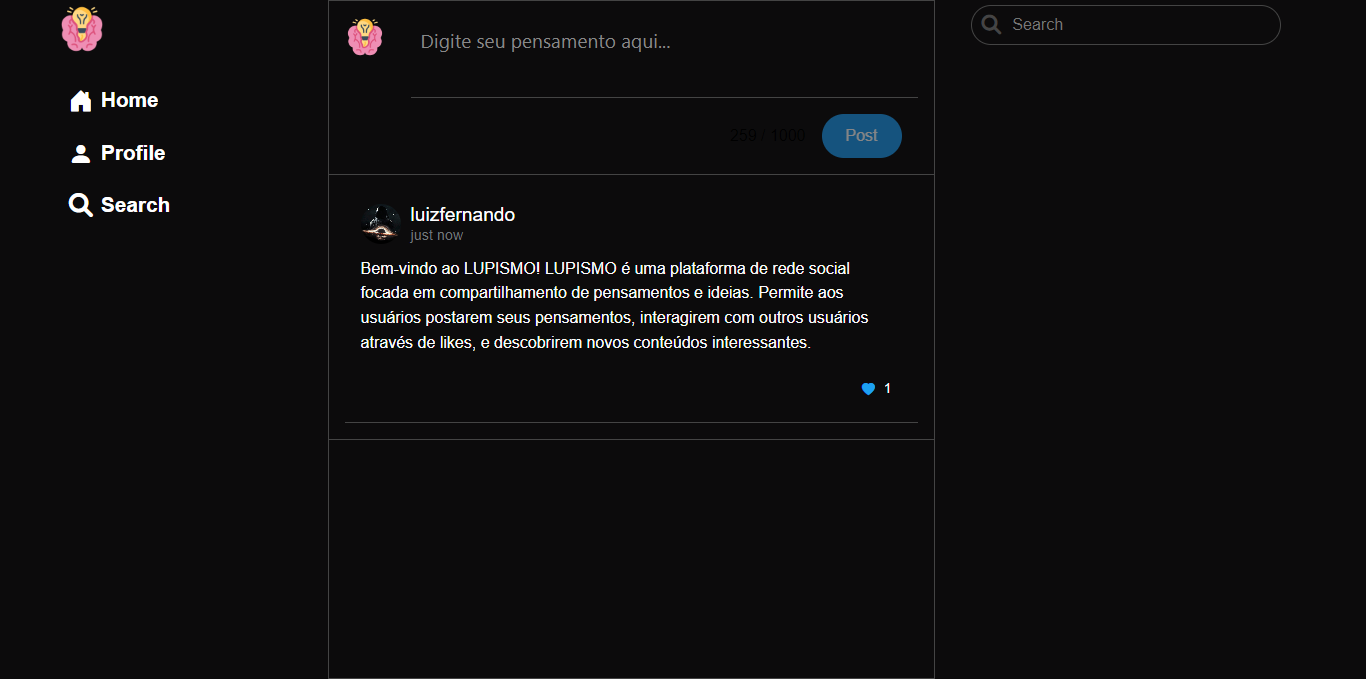 Home
Profile
Search
Digite seu pensamento aqui...
259 / 1000
Post
luizfernando
just now
Bem-vindo ao LUPISMO! LUPISMO é uma plataforma de rede social
focada em compartilhamento de pensamentos e ideias. Permite aos
usuários postarem seus pensamentos, interagirem com outros usuários
através de likes, e descobrirem novos conteúdos interessantes.
1
Search